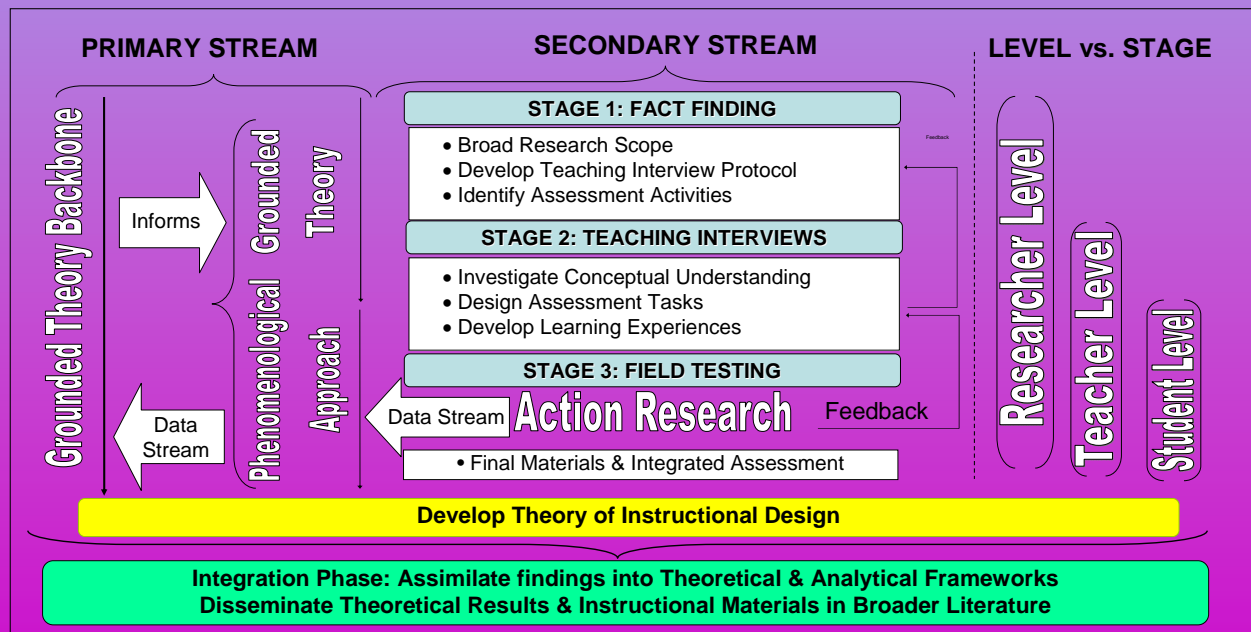 PRIMARY STREAM
SECONDARY STREAM
LEVEL vs. STAGE
Grounded Theory Backbone
Informs
Data
Stream
Grounded
Theory
Phenomenological
Approach
STAGE 1: FACT FINDING
• Broad Research Scope
• Develop Teaching Interview Protocol
• Identify Assessment Activities
Feedback
STAGE 2: TEACHING INTERVIEWS
• Investigate Conceptual Understanding
• Design Assessment Tasks
• Develop Learning Experiences
STAGE 3: FIELD TESTING
Data Stream
Action Research
Feedback
• Final Materials & Integrated Assessment
Researcher Level
Teacher Level
Student Level
Develop Theory of Instructional Design
Integration Phase: Assimilate findings into Theoretical & Analytical Frameworks
Disseminate Theoretical Results & Instructional Materials in Broader Literature